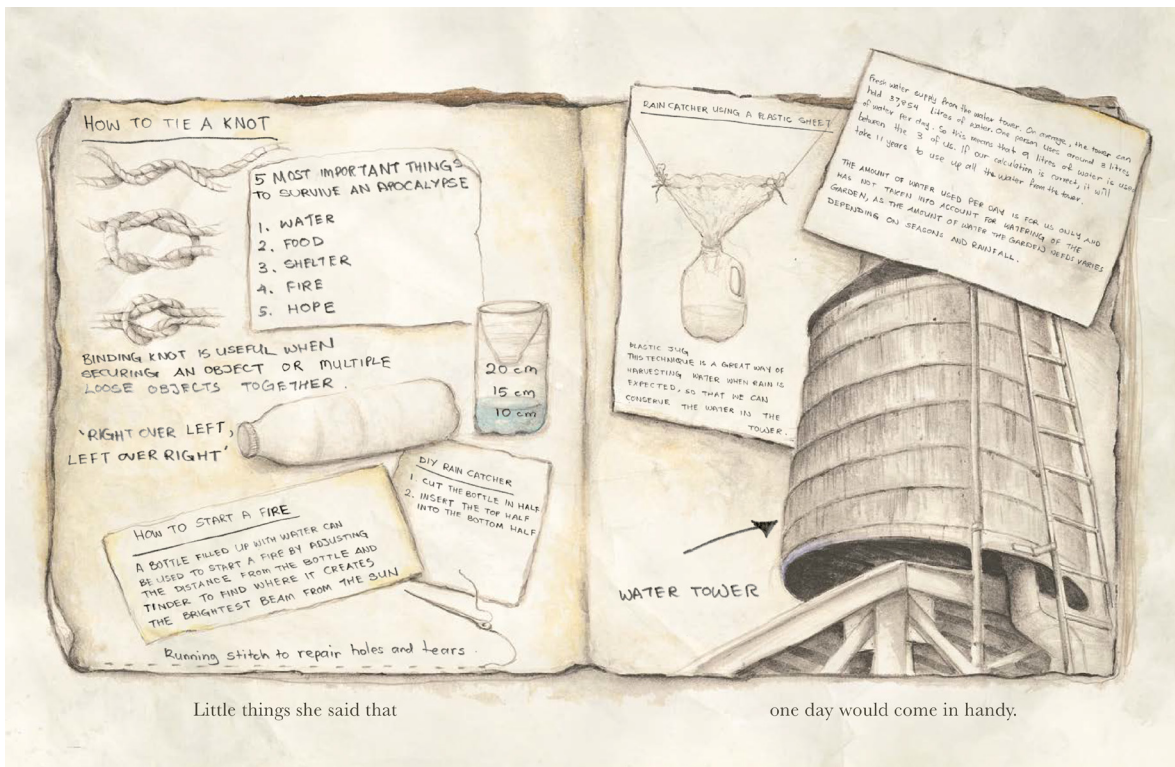 HOW TO TIE A KNOT
5 MOST IMPORTANT THINGS
TO SURVIVE AN APOCALYPSE
1. WATER
2. FOOD
3. SHELTER
4. FIRE
5. HOPE
BINDING KNOT IS USEFUL WHEN
SECURING AN OBJECT OR MULTIPLE
LOOSE OBJECTS TOGETHER.
'RIGHT OVER LEFT,
LEFT OVER RIGHT'
20 cm
15 cm
10 cm
DIY RAIN CATCHER
1. CUT THE BOTTLE IN HALF
2. INSERT THE TOP HALF
INTO THE BOTTOM HALF
HOW TO START A FIRE
A BOTTLE FILLED UP WITH WATER CAN
BE USED TO START A FIRE BY ADJUSTING
THE DISTANCE FROM THE BOTTLE AND
TINDER TO FIND WHERE IT CREATES
THE BRIGHTEST BEAM FROM THE SUN
Running stitch to repair holes and tears.
Little things she said that
RAIN CATCHER USING A PLASTIC SHEET
PLASTIC JUG
THIS TECHNIQUE IS A GREAT WAY OF
HARVESTING WATER WHEN RAIN IS
EXPECTED, SO THAT WE CAN
CONSERVE THE WATER IN THE
TOWER.
Fresh water supply from the water tower. On average, the tower can
hold 37854 litres of water. One person uses around 3 litres
of water per day. So this means that 9 litres of water is used
between the 3 of us. If our calculation is correct, it will
take 11 years to use up all the water from the tower.
THE AMOUNT OF WATER USED PER DAY IS FOR US ONLY AND
HAS NOT TAKEN INTO ACCOUNT FOR WATERING OF THE
GARDEN, AS THE AMOUNT OF WATER THE GARDEN NEEDS VARIES
DEPENDING ON SEASONS AND RAINFALL.
WATER TOWER
one day would come in handy.